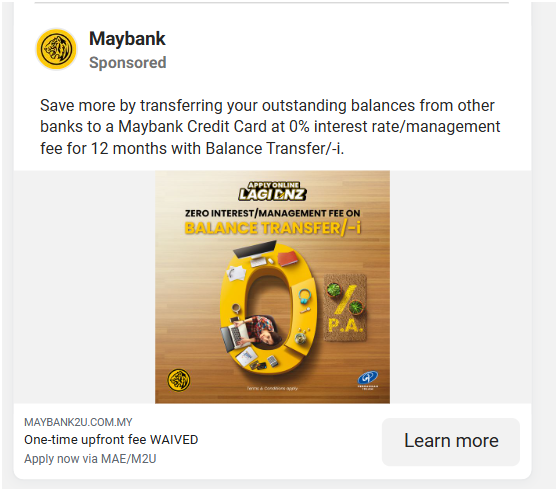 Maybank
Sponsored
Save more by transferring your outstanding balances from other
banks to a Maybank Credit Card at 0% interest rate/management
fee for 12 months with Balance Transfer/-i.
APPLY ONLINE
LAGI ENZ
ZERO INTEREST/MANAGEMENT FEE ON
BALANCE TRANSFER/-i
0%
P.A.
Terms & Conditions apply.
MAYBANK2U.COM.MY
One-time upfront fee WAIVED
Apply now via MAE/M2U
Learn more